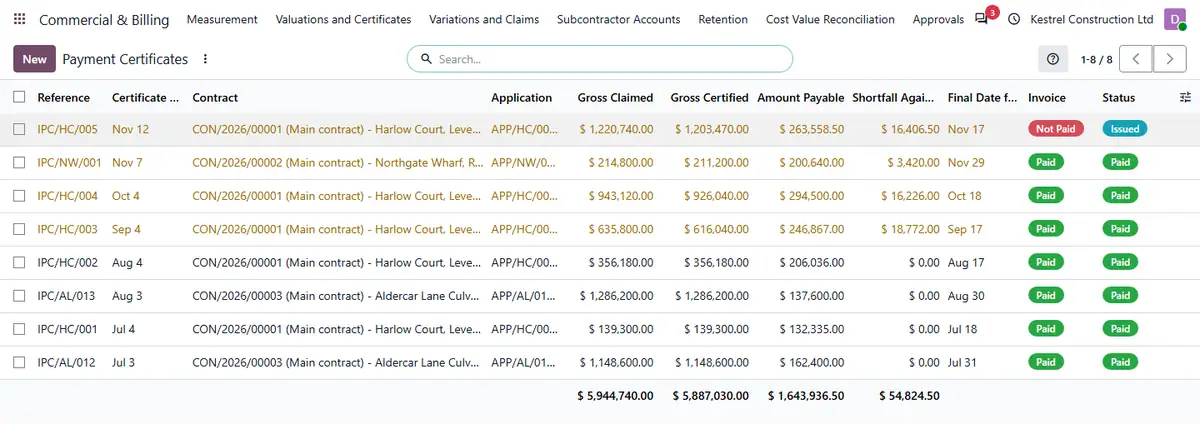 Commercial & Billing Measurement Valuations and Certificates Variations and Claims Subcontractor Accounts Retention Cost Value Reconciliation Approvals 3 Kestrel Construction Ltd D
New Payment Certificates Search... 1-8 / 8
Reference Certificate ... Contract Application Gross Claimed Gross Certified Amount Payable Shortfall Agai... Final Date f... Invoice Status
IPC/HC/005 Nov 12 CON/2026/00001 (Main contract) - Harlow Court, Leve... APP/HC/00... $ 1,220,740.00 $ 1,203,470.00 $ 263,558.50 $ 16,406.50 Nov 17 Not Paid Issued
IPC/NW/001 Nov 7 CON/2026/00002 (Main contract) - Northgate Wharf, R... APP/NW/0... $ 214,800.00 $ 211,200.00 $ 200,640.00 $ 3,420.00 Nov 29 Paid Paid
IPC/HC/004 Oct 4 CON/2026/00001 (Main contract) - Harlow Court, Leve... APP/HC/00... $ 943,120.00 $ 926,040.00 $ 294,500.00 $ 16,226.00 Oct 18 Paid Paid
IPC/HC/003 Sep 4 CON/2026/00001 (Main contract) - Harlow Court, Leve... APP/HC/00... $ 635,800.00 $ 616,040.00 $ 246,867.00 $ 18,772.00 Sep 17 Paid Paid
IPC/HC/002 Aug 4 CON/2026/00001 (Main contract) - Harlow Court, Leve... APP/HC/00... $ 356,180.00 $ 356,180.00 $ 206,036.00 $ 0.00 Aug 17 Paid Paid
IPC/AL/013 Aug 3 CON/2026/00003 (Main contract) - Aldercar Lane Culv... APP/AL/01... $ 1,286,200.00 $ 1,286,200.00 $ 137,600.00 $ 0.00 Aug 30 Paid Paid
IPC/HC/001 Jul 4 CON/2026/00001 (Main contract) - Harlow Court, Leve... APP/HC/00... $ 139,300.00 $ 139,300.00 $ 132,335.00 $ 0.00 Jul 18 Paid Paid
IPC/AL/012 Jul 3 CON/2026/00003 (Main contract) - Aldercar Lane Culv... APP/AL/01... $ 1,148,600.00 $ 1,148,600.00 $ 162,400.00 $ 0.00 Jul 31 Paid Paid
$ 5,944,740.00 $ 5,887,030.00 $ 1,643,936.50 $ 54,824.50